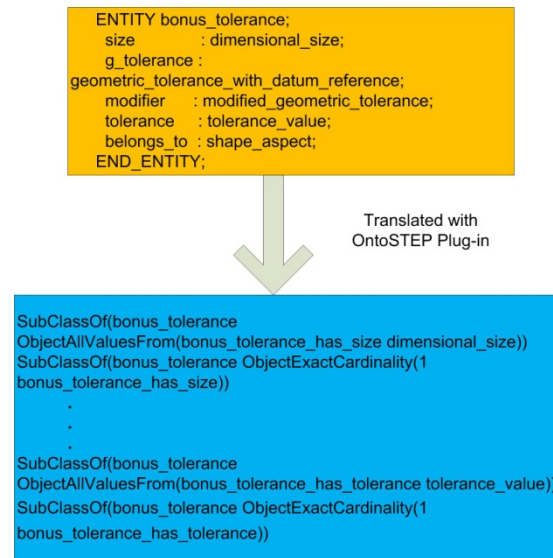 ENTITY bonus_tolerance;
size : dimensional_size;
g_tolerance :
geometric_tolerance_with_datum_reference;
modifier : modified_geometric_tolerance;
tolerance : tolerance_value;
belongs_to : shape_aspect;
END_ENTITY;
Translated with
OntoSTEP Plug-in
SubClassOf(bonus_tolerance
ObjectAllValuesFrom(bonus_tolerance_has_size dimensional_size))
SubClassOf(bonus_tolerance ObjectExactCardinality(1
bonus_tolerance_has_size))
.
.
.
SubClassOf(bonus_tolerance
ObjectAllValuesFrom(bonus_tolerance_has_tolerance tolerance_value))
SubClassOf(bonus_tolerance ObjectExactCardinality(1
bonus_tolerance_has_tolerance))